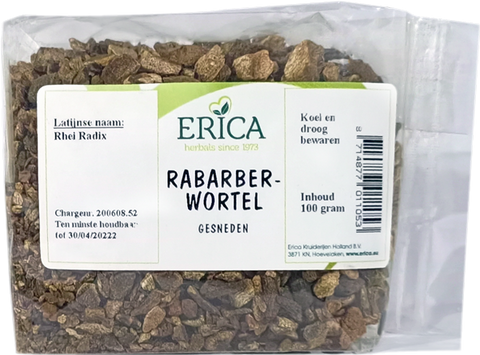 Latijnse naam:
Rhei Radix
Chargenr. 200608.52
Ten minste houdbaar
tot 30/04/20222
ERICA
herbals since 1973
RABARBER-
WORTEL
GESNEDEN
Koel en
droog
bewaren
Inhoud
100 gram
8 714877 011053
Erica Kruiderijen Holland B.V.
3871 KN, Hoevelaken, www.erica.eu